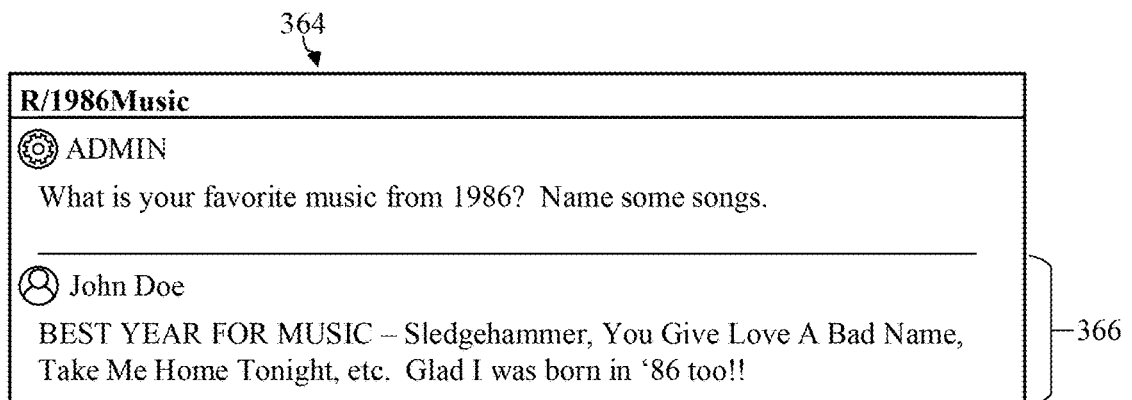 364
R/1986Music
ADMIN
What is your favorite music from 1986?  Name some songs.
John Doe
BEST YEAR FOR MUSIC – Sledgehammer, You Give Love A Bad Name,
Take Me Home Tonight, etc.  Glad I was born in ‘86 too!!
366